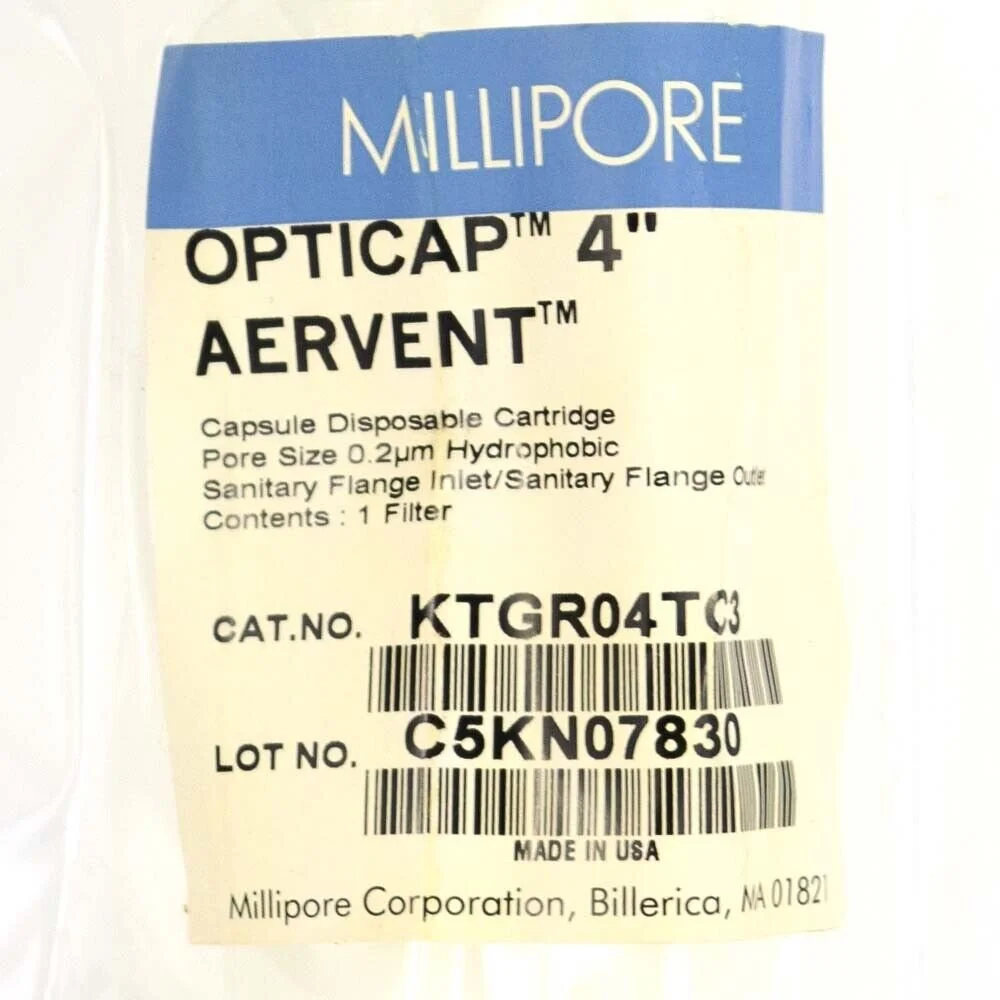 MILLIPORE
OPTICAP™ 4"
AERVENT™
Capsule Disposable Cartridge
Pore Size 0.2µm Hydrophobic
Sanitary Flange Inlet/Sanitary Flange Outlet
Contents : 1 Filter
CAT.NO. KTGR04TC3
LOT NO. C5KN07830
MADE IN USA
Millipore Corporation, Billerica, MA 01821